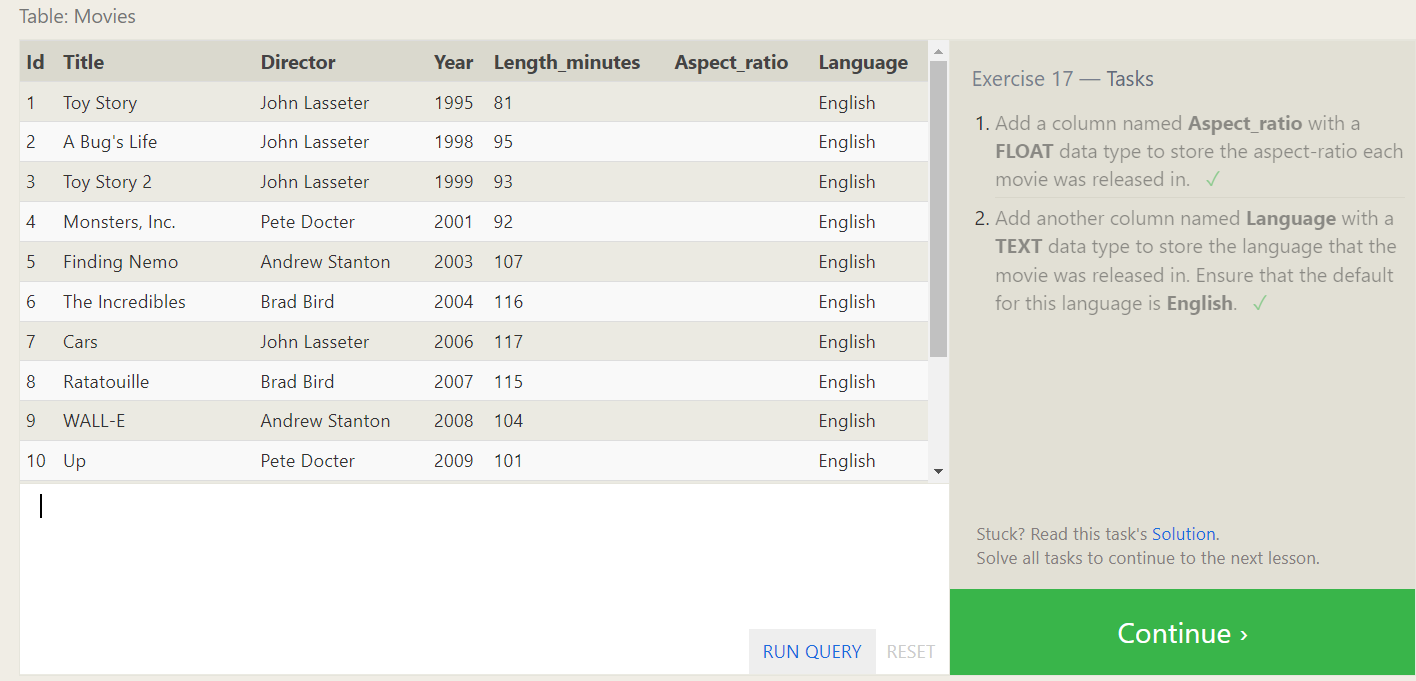 Table: Movies
Id Title Director Year Length_minutes Aspect_ratio Language
1 Toy Story John Lasseter 1995 81 English
2 A Bug's Life John Lasseter 1998 95 English
3 Toy Story 2 John Lasseter 1999 93 English
4 Monsters, Inc. Pete Docter 2001 92 English
5 Finding Nemo Andrew Stanton 2003 107 English
6 The Incredibles Brad Bird 2004 116 English
7 Cars John Lasseter 2006 117 English
8 Ratatouille Brad Bird 2007 115 English
9 WALL-E Andrew Stanton 2008 104 English
10 Up Pete Docter 2009 101 English
RUN QUERY RESET
Exercise 17 — Tasks
1. Add a column named Aspect_ratio with a
FLOAT data type to store the aspect-ratio each
movie was released in. ✓
2. Add another column named Language with a
TEXT data type to store the language that the
movie was released in. Ensure that the default
for this language is English. ✓
Stuck? Read this task's Solution.
Solve all tasks to continue to the next lesson.
Continue ›